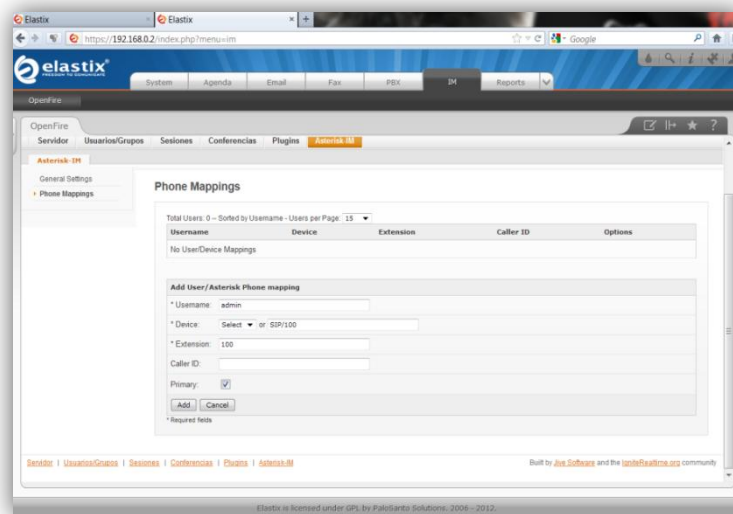 Elastix
Elastix
https://192.168.0.2/index.php?menu=im
Google
elastix
FREEDOM TO COMMUNICATE
System Agenda Email Fax PBX IM Reports
OpenFire
OpenFire
Servidor Usuarios/Grupos Sesiones Conferencias Plugins Asterisk-IM
Asterisk-IM
General Settings
Phone Mappings
Phone Mappings
Total Users: 0 -- Sorted by Username - Users per Page: 15
Username Device Extension Caller ID Options
No User/Device Mappings
Add User/Asterisk Phone mapping
* Username: admin
* Device: Select or SIP/100
* Extension: 100
Caller ID:
Primary:
Add Cancel
* Required fields
Servidor | Usuarios/Grupos | Sesiones | Conferencias | Plugins | Asterisk-IM
Built by Jive Software and the IgniteRealtime.org community
Elastix is licensed under GPL by PaloSanto Solutions. 2006 - 2012.